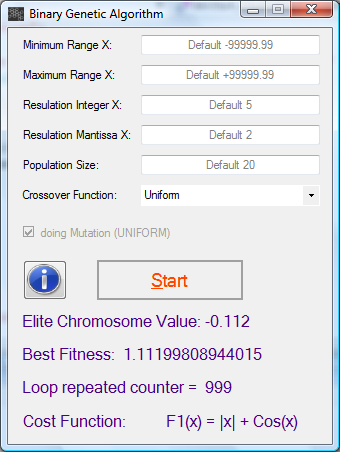 Binary Genetic Algorithm
Minimum Range X: Default -99999.99
Maximum Range X: Default +99999.99
Resulation Integer X: Default 5
Resulation Mantissa X: Default 2
Population Size: Default 20
Crossover Function: Uniform
doing Mutation (UNIFORM)
i Start
Elite Chromosome Value: -0.112
Best Fitness: 1.11199808944015
Loop repeated counter = 999
Cost Function: F1(x) = |x| + Cos(x)